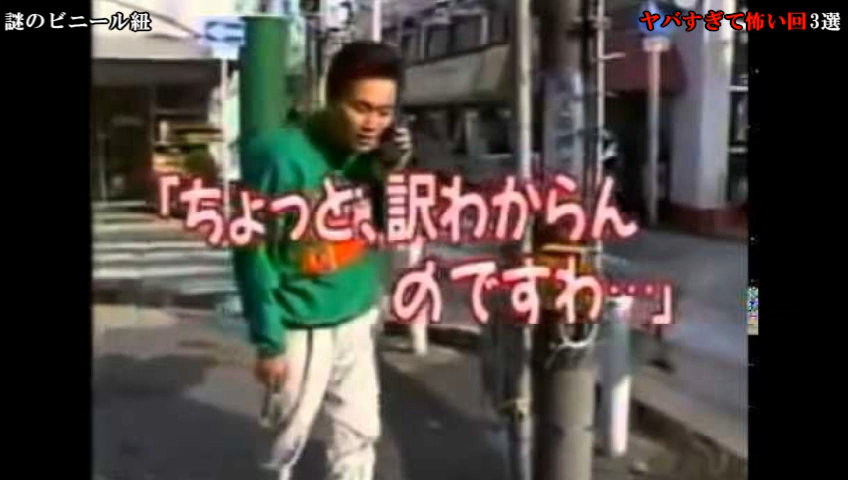 謎のビニール紐
ヤバすぎて怖い回3選
「ちょっと、訳わからん
のですわ…」